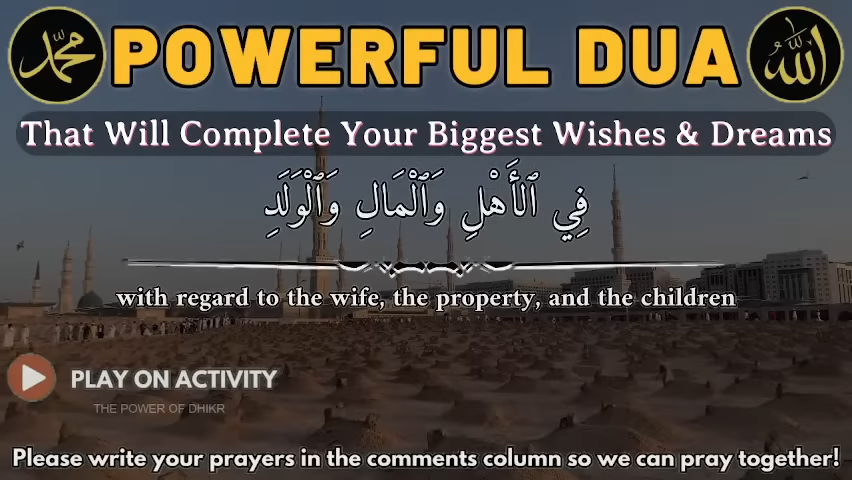 محمد
POWERFUL DUA
الله
That Will Complete Your Biggest Wishes & Dreams
فِي ٱلْأَهْلِ وَٱلْمَالِ وَٱلْوَلَدِ
with regard to the wife, the property, and the children
PLAY ON ACTIVITY
THE POWER OF DHIKR
Please write your prayers in the comments column so we can pray together!